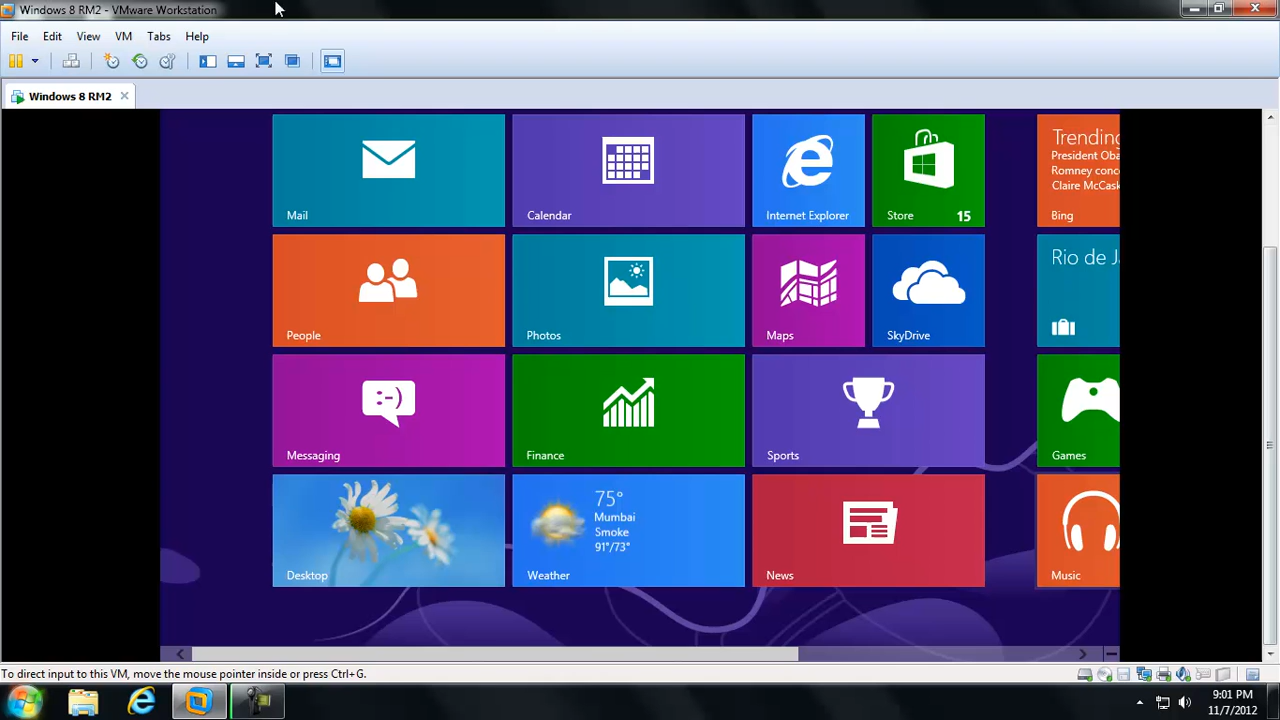 Windows 8 RM2 - VMware Workstation
File Edit View VM Tabs Help
Windows 8 RM2
Mail
Calendar
Internet Explorer
Store 15
Trending
President Oba
Romney conc
Claire McCask
Bing
People
Photos
Maps
SkyDrive
Rio de Ja
Messaging
:-)
Finance
Sports
Games
Desktop
75°
Mumbai
Smoke
91°/73°
Weather
News
Music
To direct input to this VM, move the mouse pointer inside or press Ctrl+G.
9:01 PM
11/7/2012